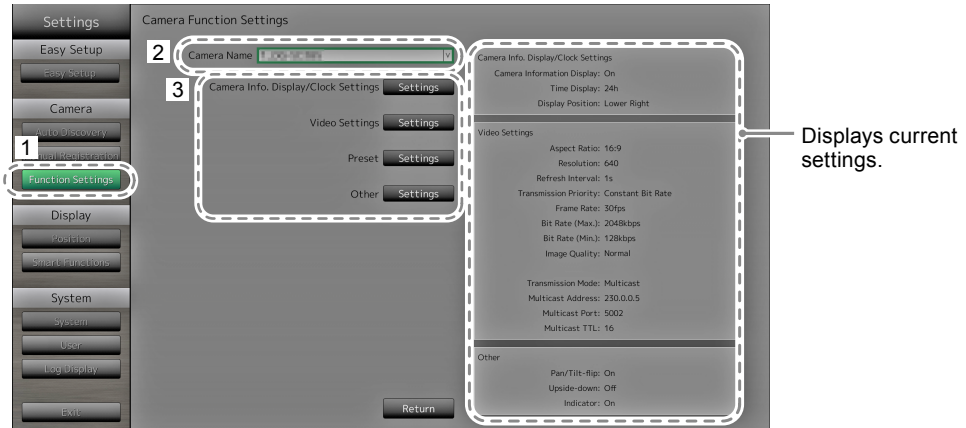 Settings
Easy Setup
Easy Setup
Camera
Auto Discovery
Manual Registration
Function Settings
Display
Position
Smart Functions
System
System
User
Log Display
Exit
1
Camera Function Settings
2
Camera Name
3
Camera Info. Display/Clock Settings Settings
Video Settings Settings
Preset Settings
Other Settings
Return
Camera Info. Display/Clock Settings
Camera Information Display: On
Time Display: 24h
Display Position: Lower Right
Video Settings
Aspect Ratio: 16:9
Resolution: 640
Refresh Interval: 1s
Transmission Priority: Constant Bit Rate
Frame Rate: 30fps
Bit Rate (Max.): 2048kbps
Bit Rate (Min.): 128kbps
Image Quality: Normal
Transmission Mode: Multicast
Multicast Address: 230.0.0.5
Multicast Port: 5002
Multicast TTL: 16
Other
Pan/Tilt-flip: On
Upside-down: Off
Indicator: On
Displays current
settings.